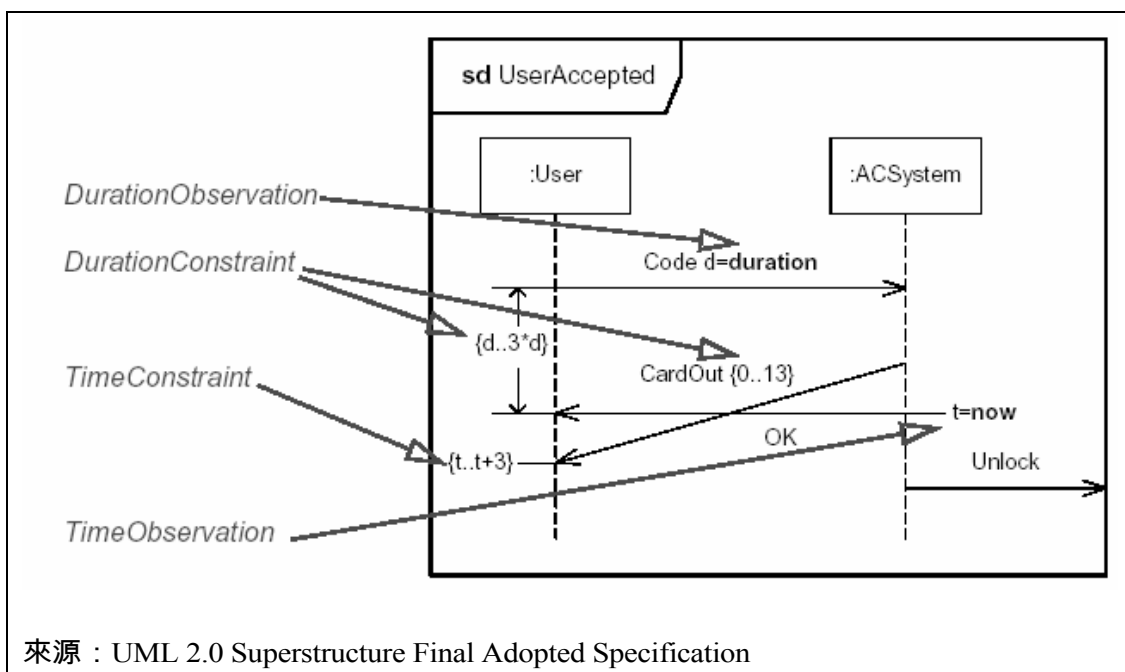 sd UserAccepted
:User
:ACSystem
DurationObservation
Code d=duration
DurationConstraint
{d..3*d}
CardOut {0..13}
TimeConstraint
t=now
OK
{t..t+3}
Unlock
TimeObservation
來源：UML 2.0 Superstructure Final Adopted Specification